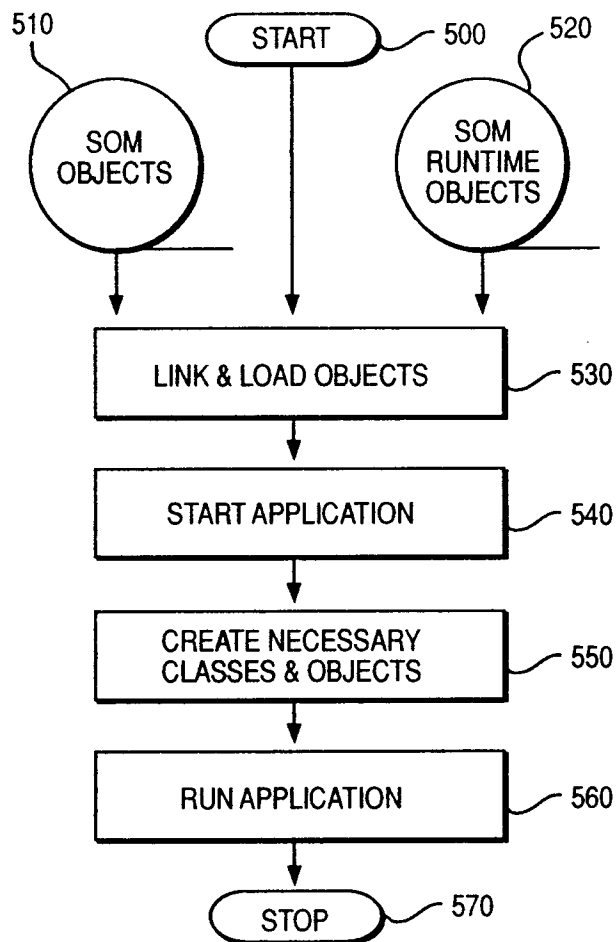 510
START
500
520
SOM
OBJECTS
SOM
RUNTIME
OBJECTS
LINK & LOAD OBJECTS
530
START APPLICATION
540
CREATE NECESSARY
CLASSES & OBJECTS
550
RUN APPLICATION
560
STOP
570